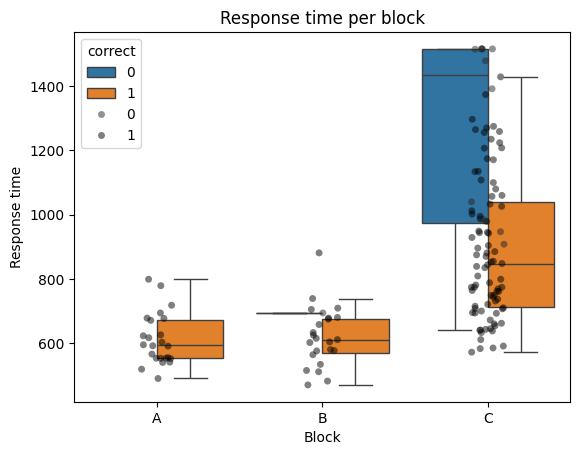 Response time per block
correct
0
1
0
1
1400
1200
1000
800
600
Response time
A B C
Block